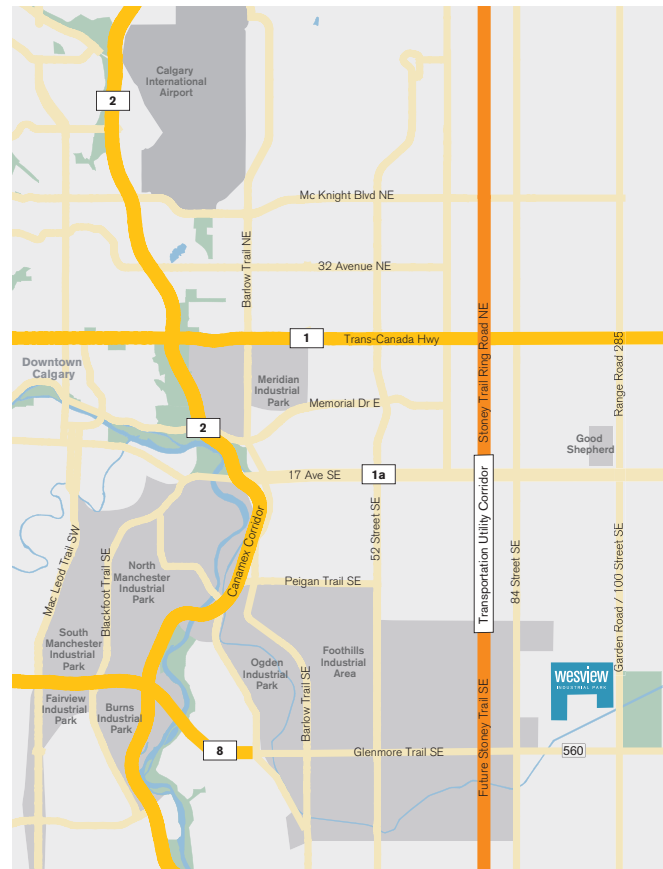 Calgary
International
Airport
2
Mc Knight Blvd NE
Barlow Trail NE
32 Avenue NE
Stoney Trail Ring Road NE
1
Trans-Canada Hwy
Range Road 285
Downtown
Calgary
Meridian
Industrial
Park
Memorial Dr E
2
Good
Shepherd
17 Ave SE
1a
Transportation Utility Corridor
Canamex Corridor
52 Street SE
84 Street SE
Garden Road / 100 Street SE
Mac Leod Trail SW
Blackfoot Trail SE
North
Manchester
Industrial
Park
Peigan Trail SE
South
Manchester
Industrial
Park
Ogden
Industrial
Park
Foothills
Industrial
Area
Barlow Trail SE
wesview
INDUSTRIAL PARK
Fairview
Industrial
Park
Burns
Industrial
Park
Future Stoney Trail SE
8
Glenmore Trail SE
560